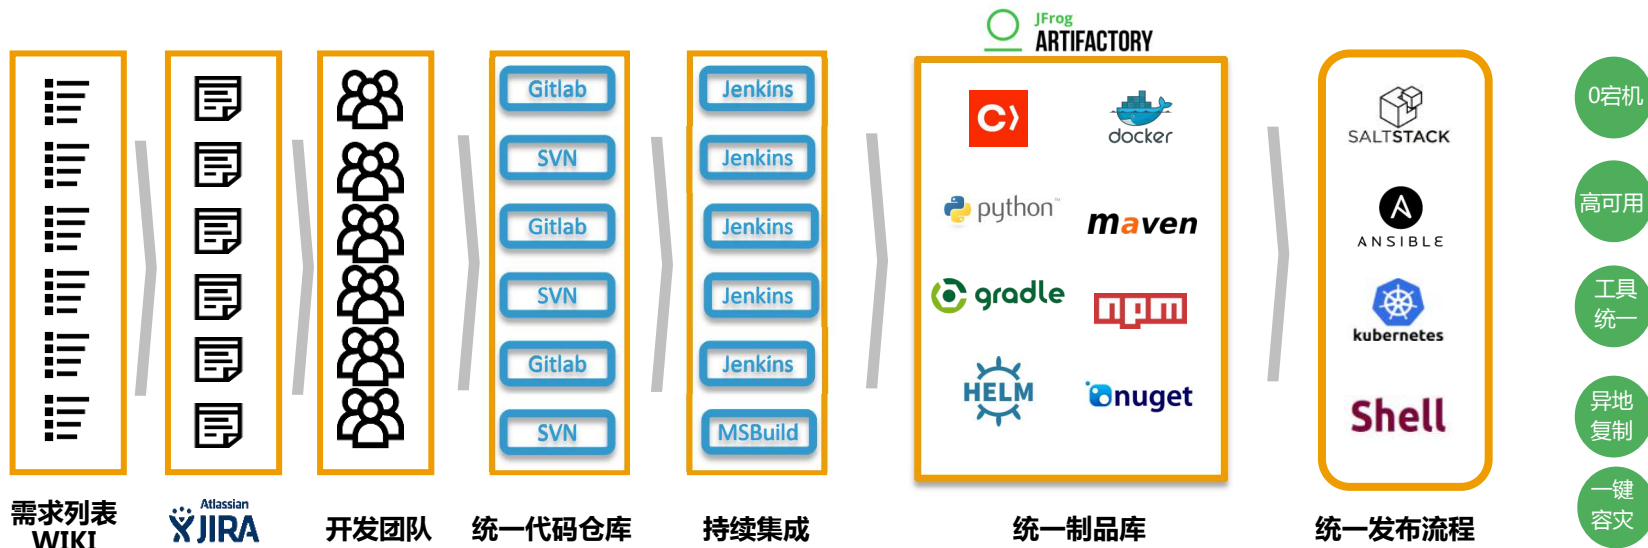 JFrog
ARTIFACTORY
Gitlab
SVN
Gitlab
SVN
Gitlab
SVN
Jenkins
Jenkins
Jenkins
Jenkins
Jenkins
MSBuild
C
docker
python
maven
gradle
npm
HELM
nuget
SALTSTACK
A
ANSIBLE
kubernetes
Shell
0宕机
高可用
工具
统一
异地
复制
一键
容灾
需求列表
WIKI
Atlassian
JIRA
开发团队
统一代码仓库
持续集成
统一制品库
统一发布流程